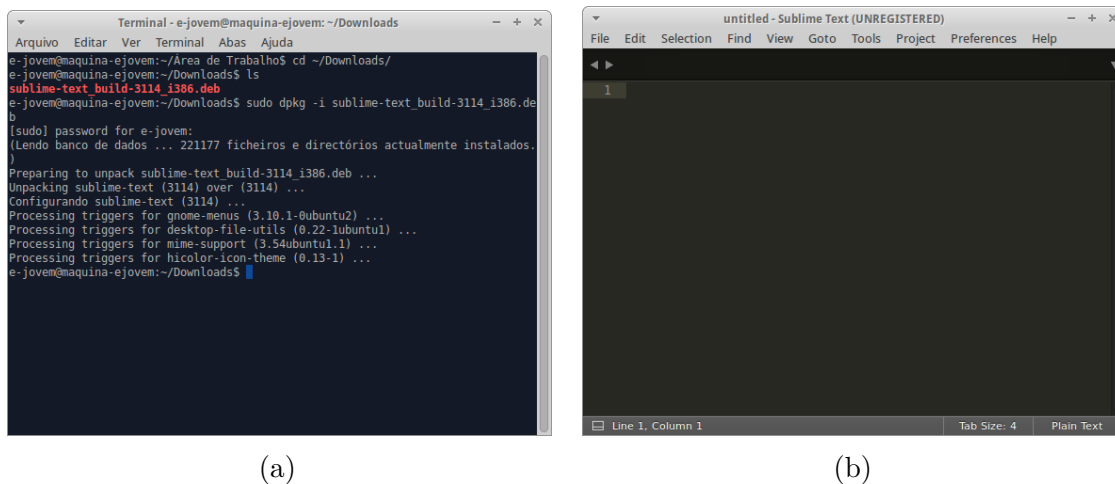 Terminal - e-jovem@maquina-ejovem: ~/Downloads
Arquivo Editar Ver Terminal Abas Ajuda
e-jovem@maquina-ejovem:~/Área de Trabalho$ cd ~/Downloads/
e-jovem@maquina-ejovem:~/Downloads$ ls
sublime-text_build-3114_i386.deb
e-jovem@maquina-ejovem:~/Downloads$ sudo dpkg -i sublime-text_build-3114_i386.de
b
[sudo] password for e-jovem:
(Lendo banco de dados ... 221177 ficheiros e directórios actualmente instalados.
)
Preparing to unpack sublime-text_build-3114_i386.deb ...
Unpacking sublime-text (3114) over (3114) ...
Configurando sublime-text (3114) ...
Processing triggers for gnome-menus (3.10.1-0ubuntu2) ...
Processing triggers for desktop-file-utils (0.22-1ubuntu1) ...
Processing triggers for mime-support (3.54ubuntu1.1) ...
Processing triggers for hicolor-icon-theme (0.13-1) ...
e-jovem@maquina-ejovem:~/Downloads$
(a)
untitled - Sublime Text (UNREGISTERED)
File Edit Selection Find View Goto Tools Project Preferences Help
1
Line 1, Column 1 Tab Size: 4 Plain Text
(b)